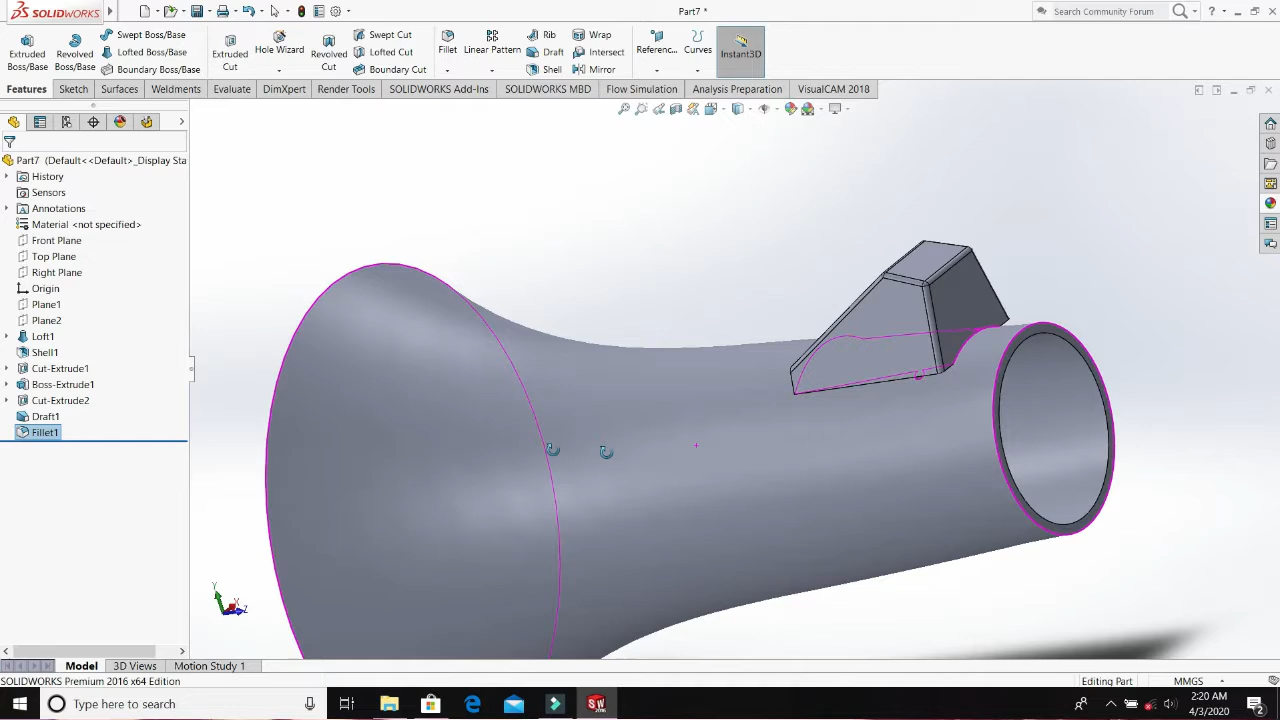 SOLIDWORKS
Part7 *
Search Community Forum
Extruded Boss/Base
Revolved Boss/Base
Swept Boss/Base
Lofted Boss/Base
Boundary Boss/Base
Extruded Cut
Hole Wizard
Revolved Cut
Swept Cut
Lofted Cut
Boundary Cut
Fillet
Linear Pattern
Rib
Draft
Shell
Wrap
Intersect
Mirror
Referenc...
Curves
Instant3D
Features
Sketch
Surfaces
Weldments
Evaluate
DimXpert
Render Tools
SOLIDWORKS Add-Ins
SOLIDWORKS MBD
Flow Simulation
Analysis Preparation
VisualCAM 2018
Part7 (Default<<Default>_Display Sta
History
Sensors
Annotations
Material <not specified>
Front Plane
Top Plane
Right Plane
Origin
Plane1
Plane2
Loft1
Shell1
Cut-Extrude1
Boss-Extrude1
Cut-Extrude2
Draft1
Fillet1
Y
X
Z
Model
3D Views
Motion Study 1
SOLIDWORKS Premium 2016 x64 Edition
Editing Part
MMGS
Type here to search
2:20 AM
4/3/2020